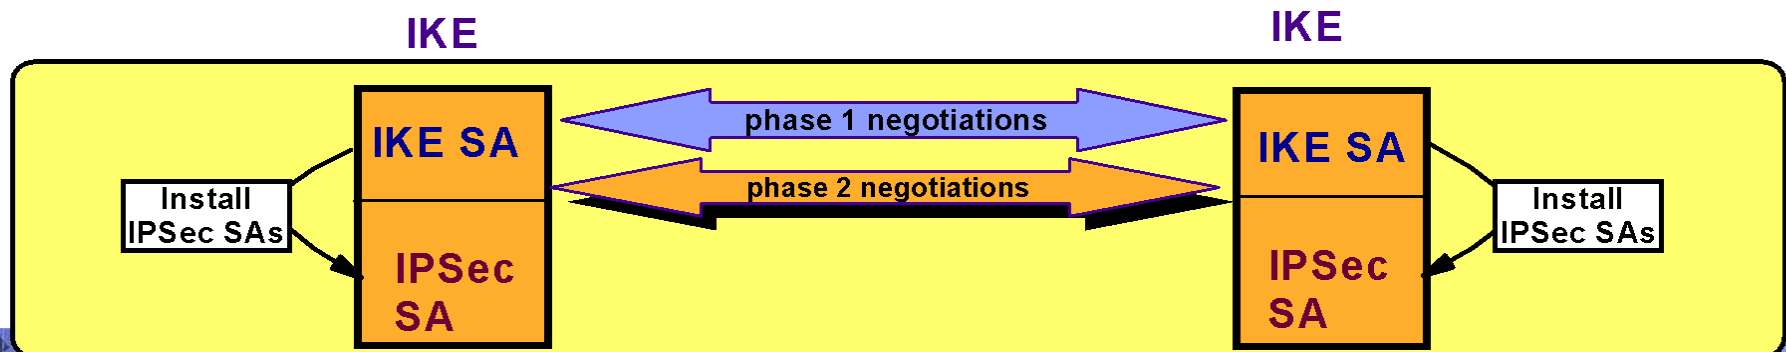 IKE
IKE
IKE SA
phase 1 negotiations
IKE SA
phase 2 negotiations
Install
IPSec SAs
Install
IPSec SAs
IPSec
SA
IPSec
SA